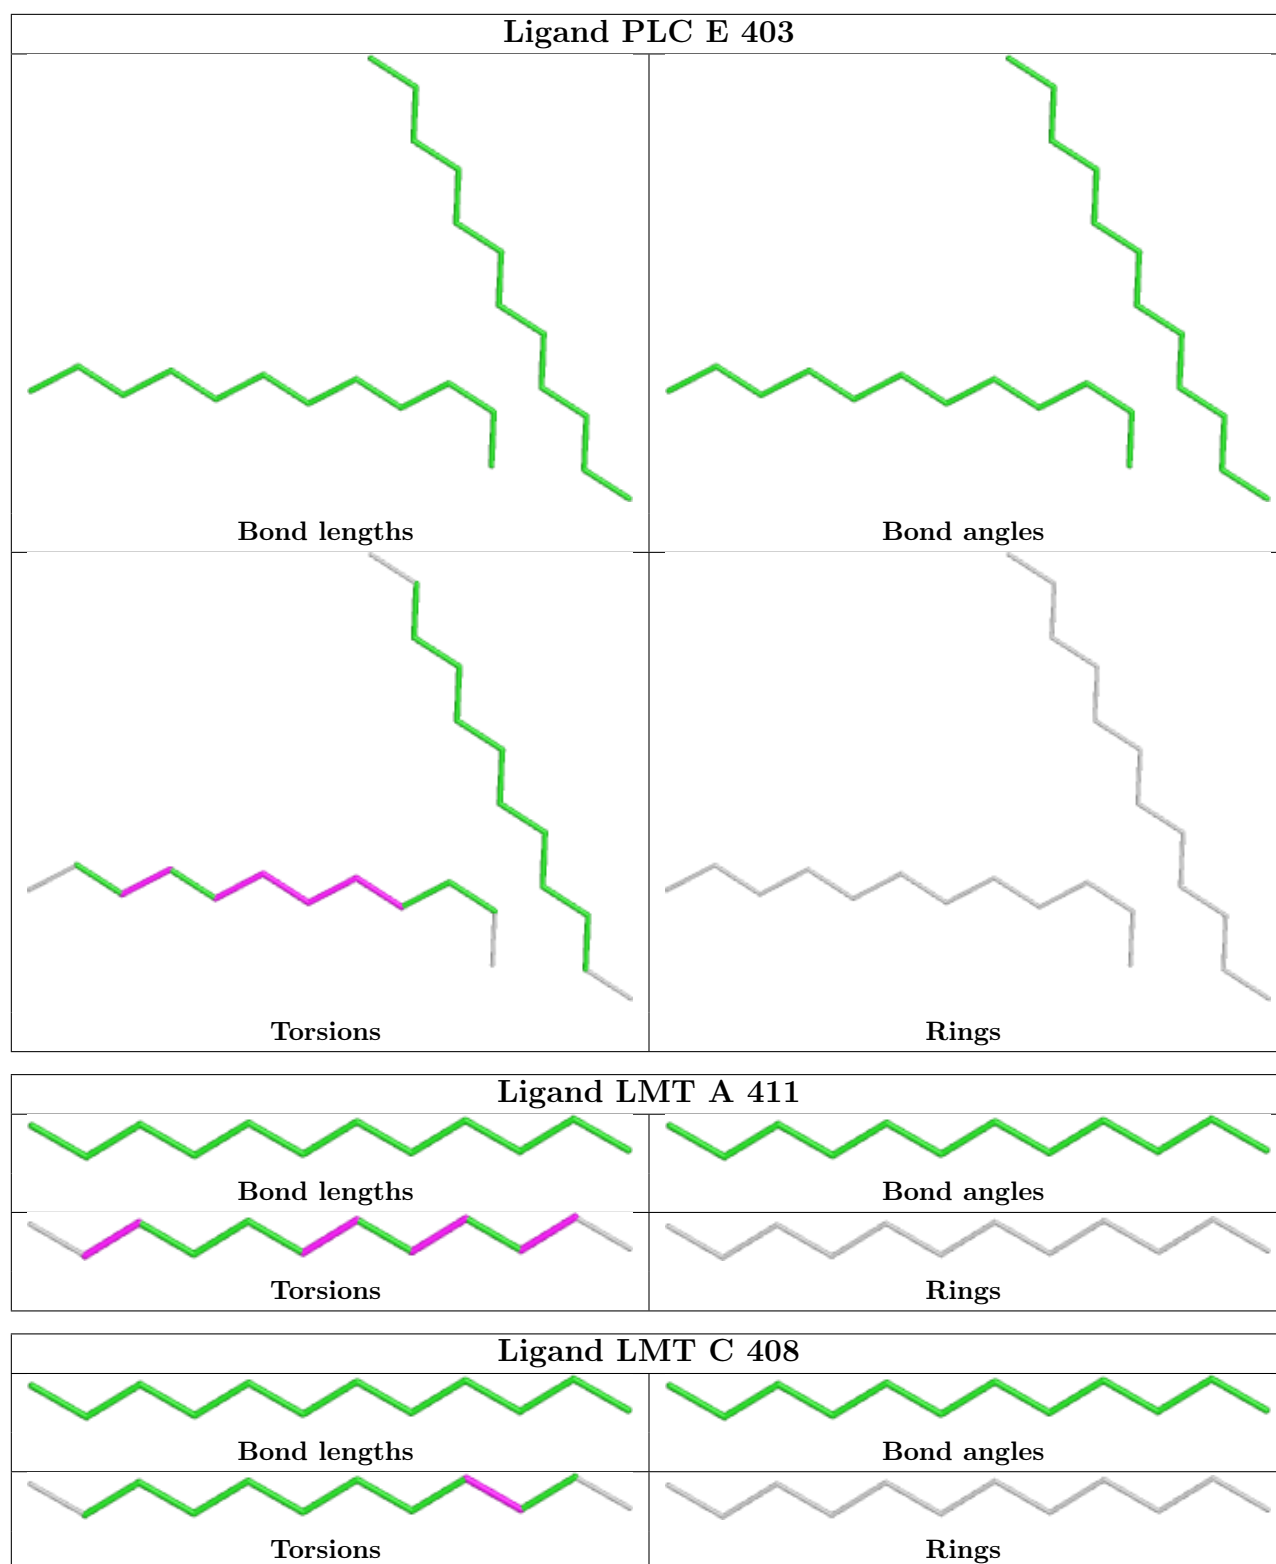 Ligand PLC E 403
Bond lengths
Bond angles
Torsions
Rings
Ligand LMT A 411
Bond lengths
Bond angles
Torsions
Rings
Ligand LMT C 408
Bond lengths
Bond angles
Torsions
Rings